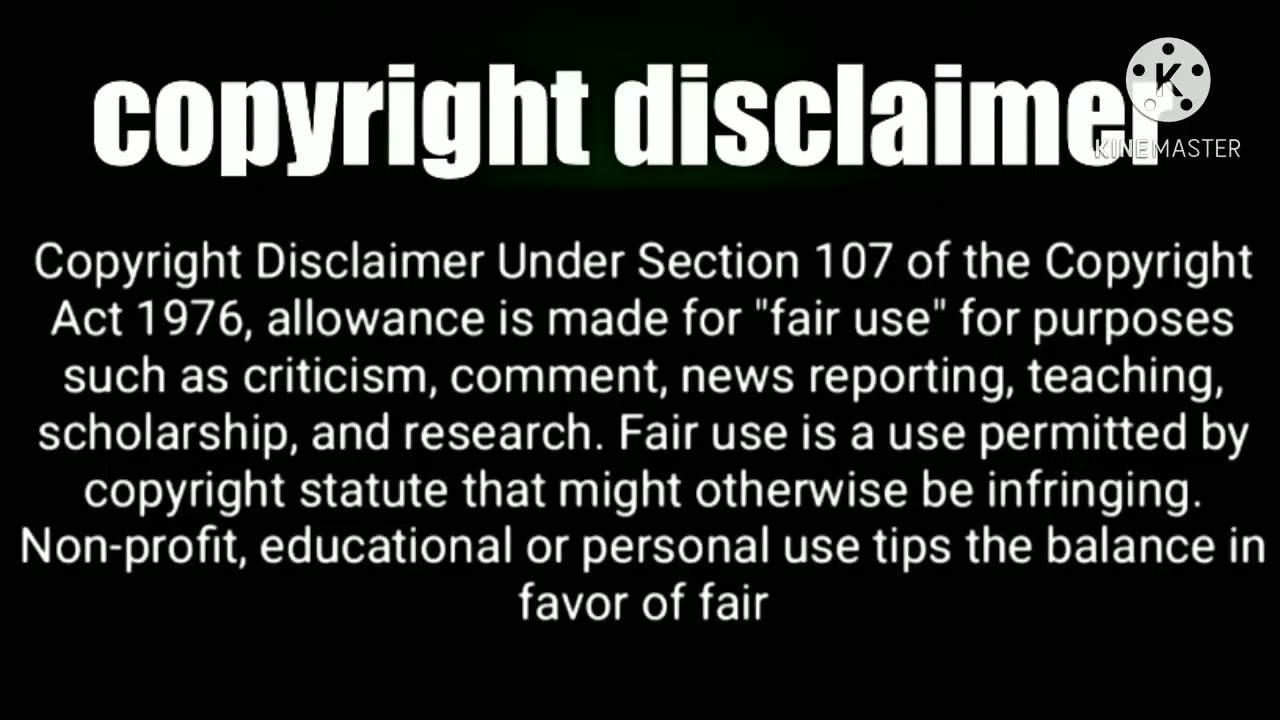 copyright disclaimer
K
KINEMASTER
Copyright Disclaimer Under Section 107 of the Copyright
Act 1976, allowance is made for "fair use" for purposes
such as criticism, comment, news reporting, teaching,
scholarship, and research. Fair use is a use permitted by
copyright statute that might otherwise be infringing.
Non-profit, educational or personal use tips the balance in
favor of fair